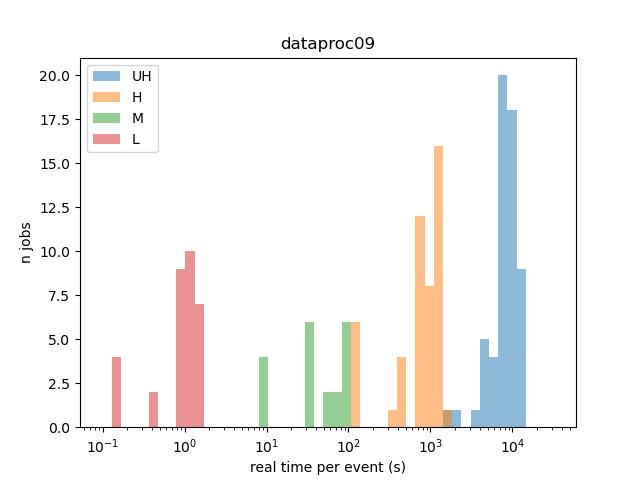 dataproc09
UH
H
M
L
20.0
17.5
15.0
12.5
10.0
7.5
5.0
2.5
0.0
n jobs
10⁻¹ 10⁰ 10¹ 10² 10³ 10⁴
real time per event (s)